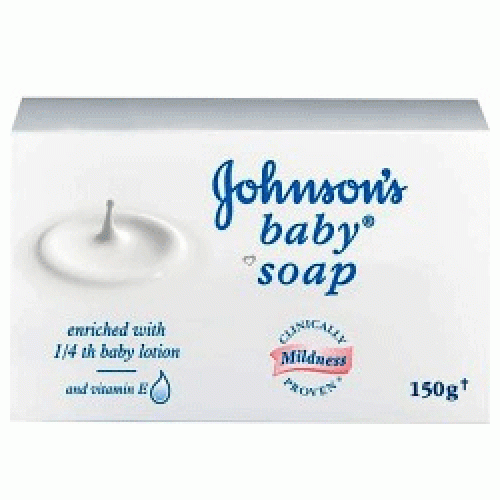 Johnson's
baby®
soap
enriched with
1/4 th baby lotion
and vitamin E
CLINICALLY
Mildness
PROVEN*
150g†